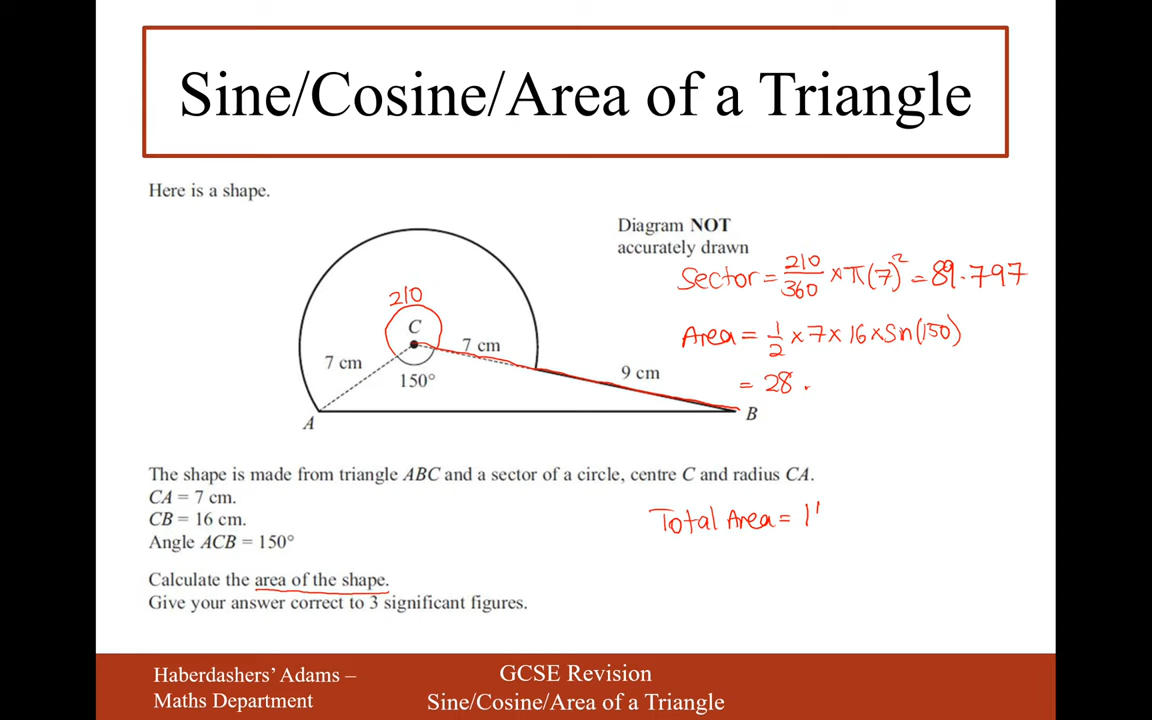 Sine/Cosine/Area of a Triangle
Here is a shape.
Diagram NOT
accurately drawn
Sector = 210/360 × π(7)² = 89.797
210
C
Area = 1/2 × 7 × 16 × Sin(150)
7 cm
7 cm
150°
9 cm
= 28.
A
B
The shape is made from triangle ABC and a sector of a circle, centre C and radius CA.
CA = 7 cm.
CB = 16 cm.
Total Area = 11
Angle ACB = 150°
Calculate the area of the shape.
Give your answer correct to 3 significant figures.
Haberdashers' Adams –
Maths Department
GCSE Revision
Sine/Cosine/Area of a Triangle